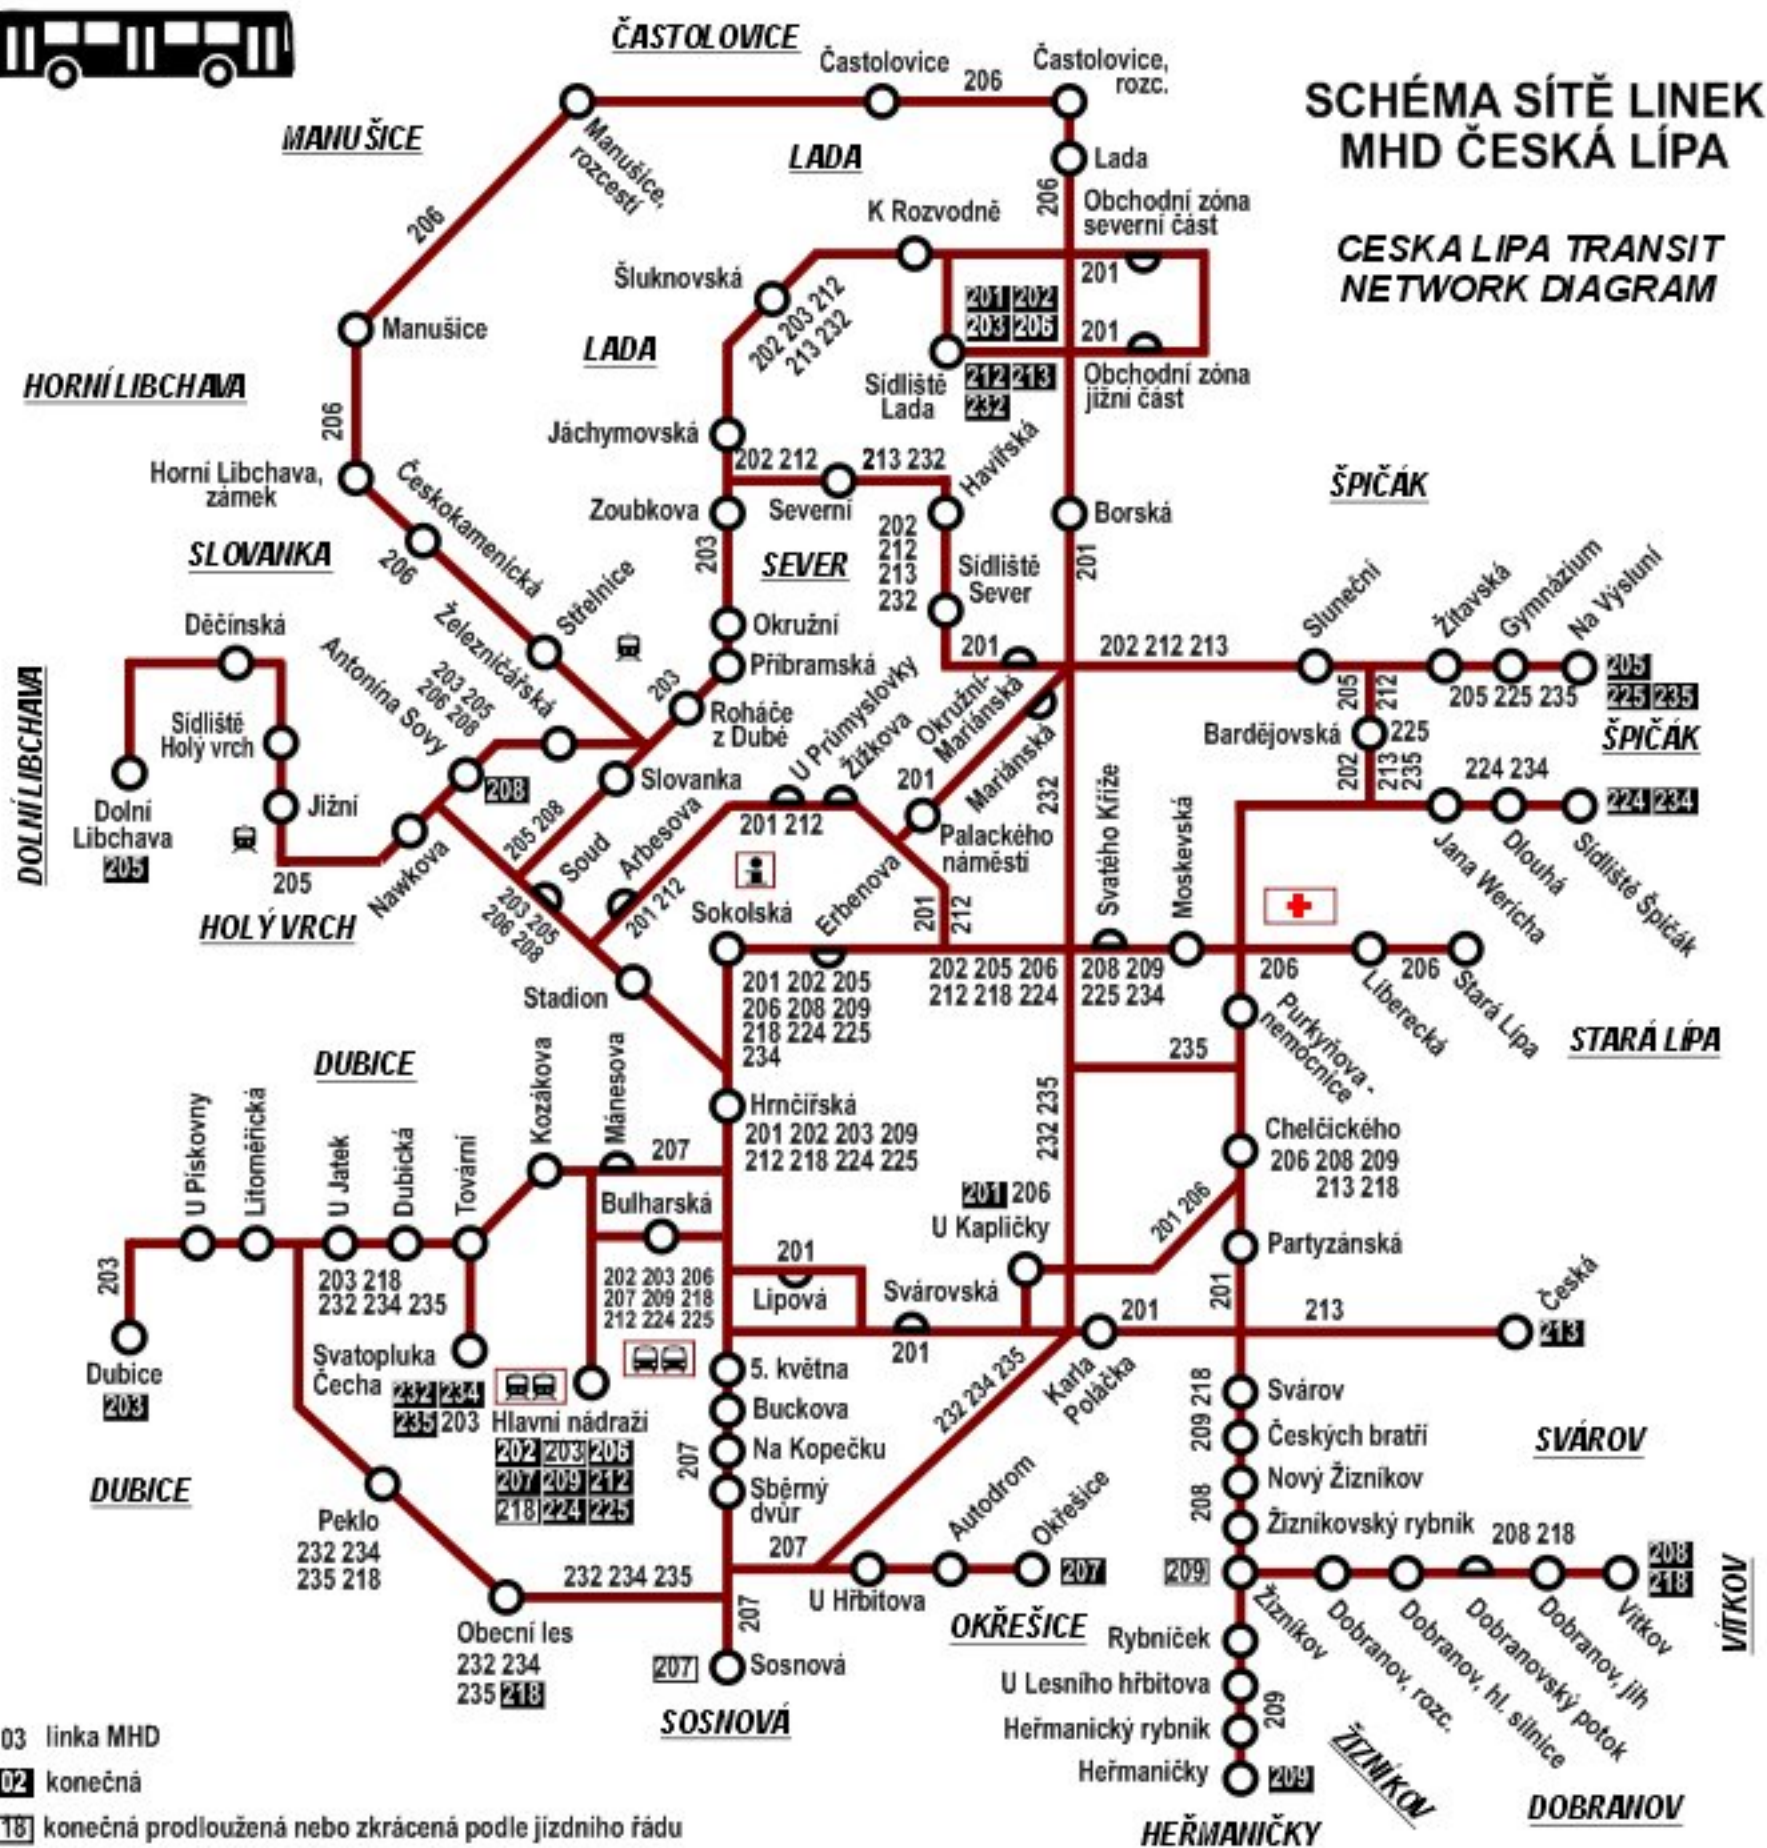 ČASTOLOVICE
Častolovice
206
Častolovice,
rozc.
SCHÉMA SÍTĚ LINEK
MHD ČESKÁ LÍPA
CESKA LIPA TRANSIT
NETWORK DIAGRAM
MANUŠICE
Manušice,
rozcestí
LADA
Lada
206
206
K Rozvodně
Obchodní zóna
severní část
201
Šluknovská
202 203 212
213 232
201 202
203 206
201
Manušice
LADA
Sídliště
Lada
212 213
232
Obchodní zóna
jižní část
HORNÍ LIBCHAVA
206
Jáchymovská
202 212
213 232
Havířská
Horní Libchava,
zámek
Českokamenická
Zoubkova
Severní
Borská
ŠPIČÁK
SLOVANKA
206
203
SEVER
202
212
213
232
Sídliště
Sever
201
Střelnice
Železničářská
Antonína Sovy
203 205
206 208
Děčínská
Okružní
Příbramská
203
Roháče
z Dubé
201
202 212 213
Sluneční
Žitavská
Gymnázium
Na Výsluní
205
225 235
205 225 235
205
212
ŠPIČÁK
DOLNÍ LIBCHAVA
Sídliště
Holý vrch
Jižní
Dolní
Libchava
205
205
HOLÝ VRCH
Nawkova
208
Slovanka
205 208
Soud
Arbesova
U Průmyslovky
Žižkova
Okružní-
Mariánská
Mariánská
201
201 212
201 212
Palackého
náměstí
232
Bardějovská
225
202
213
235
224 234
224 234
Jana Wericha
Dlouhá
Sídliště Špičák
203 205
206 208
Stadion
Sokolská
Erbenova
201
212
Svatého Kříže
Moskevská
201 202 205
206 208 209
218 224 225
234
202 205 206
212 218 224
208 209
225 234
206
206
Liberecká
Stará Lípa
STARÁ LÍPA
Purkyňova -
nemocnice
235
232 235
DUBICE
U Pískovny
Litoměřická
U Jatek
Dubická
Tovární
Kozákova
Mánesova
207
Hrnčířská
201 202 203 209
212 218 224 225
Chelčického
206 208 209
213 218
201 206
201 206
U Kapličky
Bulharská
Partyzánská
201
203
203 218
232 234 235
202 203 206
207 209 218
212 224 225
201
Lipová
Svárovská
201
201
213
Česká
213
Dubice
203
Svatopluka
Čecha
232 234
235 203
Hlavní nádraží
202 203 206
207 209 212
218 224 225
5. května
Buckova
Na Kopečku
Sběrný
dvůr
207
232 234 235
Karla
Poláčka
209 218
Svárov
Českých bratří
Nový Žizníkov
208
Žizníkovský rybník
SVÁROV
DUBICE
Peklo
232 234
235 218
207
Autodrom
Okřešice
207
U Hřbitova
OKŘEŠICE
209
208 218
208
218
VÍTKOV
Žizníkov
Dobranov, rozc.
Dobranov, hl. silnice
Dobranovský potok
Dobranov, jih
Vítkov
232 234 235
Obecní les
232 234
235 218
207
207
Sosnová
SOSNOVÁ
Rybníček
U Lesního hřbitova
209
Heřmanický rybník
Heřmaničky
209
ŽIZNÍKOV
DOBRANOV
HEŘMANIČKY
03 linka MHD
02 konečná
18 konečná prodloužená nebo zkrácená podle jízdního řádu